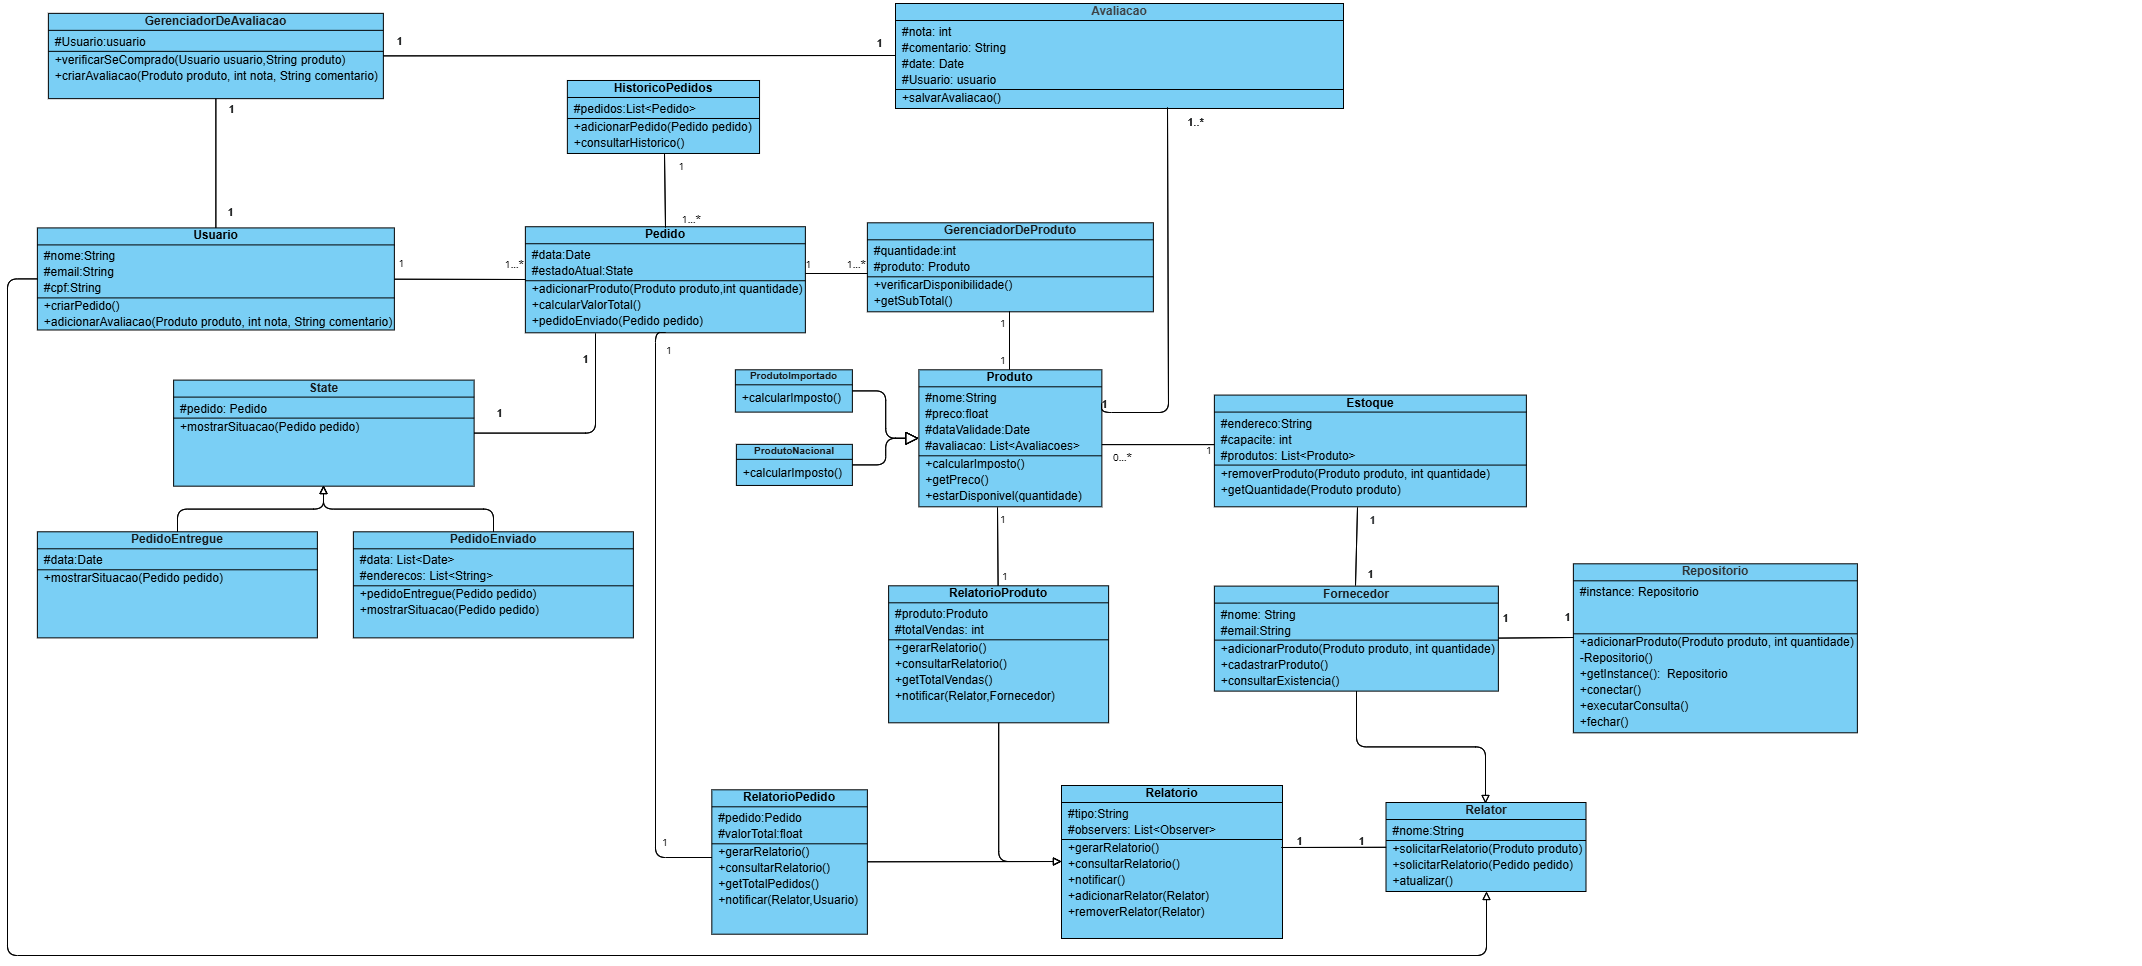 GerenciadorDeAvaliacao
#Usuario:usuario
+verificarSeComprado(Usuario usuario,String produto)
+criarAvaliacao(Produto produto, int nota, String comentario)
1
1
Avaliacao
#nota: int
#comentario: String
#date: Date
#Usuario: usuario
+salvarAvaliacao()
HistoricoPedidos
#pedidos:List<Pedido>
+adicionarPedido(Pedido pedido)
+consultarHistorico()
1
1..*
1
1
1...*
Usuario
#nome:String
#email:String
#cpf:String
+criarPedido()
+adicionarAvaliacao(Produto produto, int nota, String comentario)
1
1...*
Pedido
#data:Date
#estadoAtual:State
+adicionarProduto(Produto produto,int quantidade)
+calcularValorTotal()
+pedidoEnviado(Pedido pedido)
1
1...*
GerenciadorDeProduto
#quantidade:int
#produto: Produto
+verificarDisponibilidade()
+getSubTotal()
1
1
1
1
State
#pedido: Pedido
+mostrarSituacao(Pedido pedido)
1
ProdutoImportado
+calcularImposto()
ProdutoNacional
+calcularImposto()
Produto
#nome:String
#preco:float
#dataValidade:Date
#avaliacao: List<Avaliacoes>
+calcularImposto()
+getPreco()
+estarDisponivel(quantidade)
1
0...*
1
Estoque
#endereco:String
#capacite: int
#produtos: List<Produto>
+removerProduto(Produto produto, int quantidade)
+getQuantidade(Produto produto)
1
1
PedidoEntregue
#data:Date
+mostrarSituacao(Pedido pedido)
PedidoEnviado
#data: List<Date>
#enderecos: List<String>
+pedidoEntregue(Pedido pedido)
+mostrarSituacao(Pedido pedido)
1
1
RelatorioProduto
#produto:Produto
#totalVendas: int
+gerarRelatorio()
+consultarRelatorio()
+getTotalVendas()
+notificar(Relator,Fornecedor)
Fornecedor
#nome: String
#email:String
+adicionarProduto(Produto produto, int quantidade)
+cadastrarProduto()
+consultarExistencia()
1
1
Repositorio
#instance: Repositorio
+adicionarProduto(Produto produto, int quantidade)
-Repositorio()
+getInstance():  Repositorio
+conectar()
+executarConsulta()
+fechar()
1
RelatorioPedido
#pedido:Pedido
#valorTotal:float
+gerarRelatorio()
+consultarRelatorio()
+getTotalPedidos()
+notificar(Relator,Usuario)
Relatorio
#tipo:String
#observers: List<Observer>
+gerarRelatorio()
+consultarRelatorio()
+notificar()
+adicionarRelator(Relator)
+removerRelator(Relator)
1
1
Relator
#nome:String
+solicitarRelatorio(Produto produto)
+solicitarRelatorio(Pedido pedido)
+atualizar()